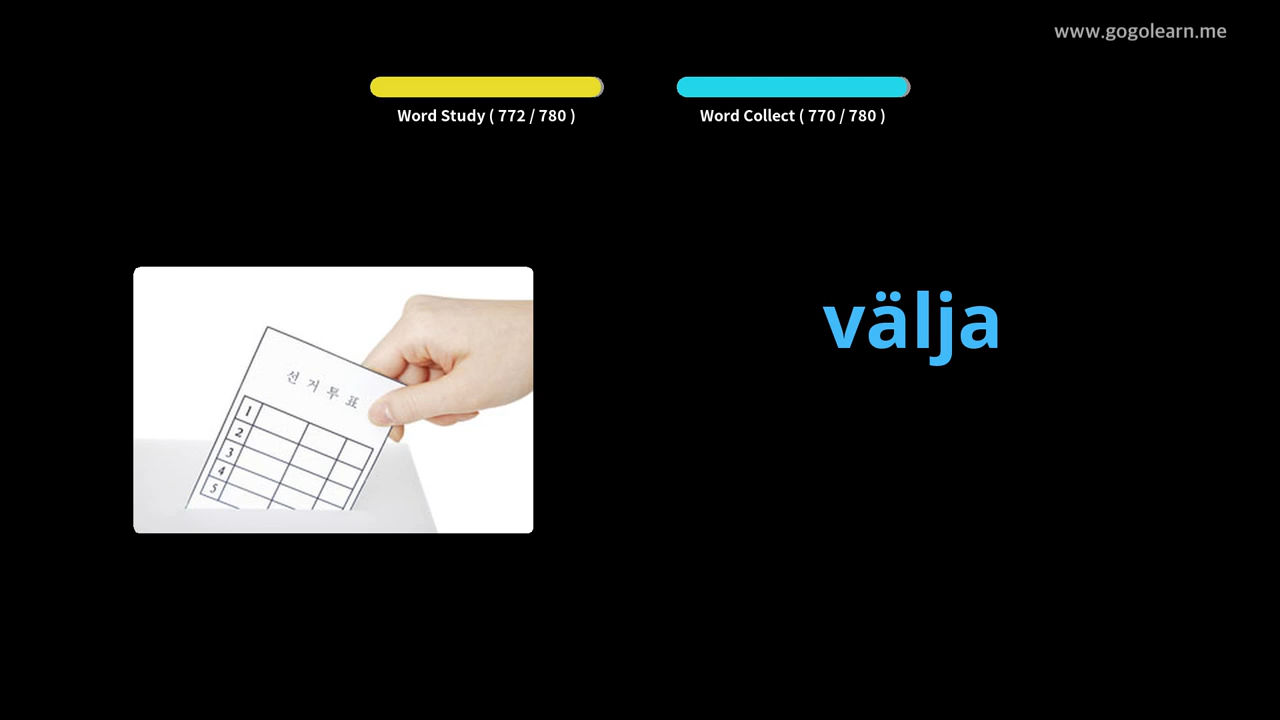 www.gogolearn.me
Word Study ( 772 / 780 )
Word Collect ( 770 / 780 )
välja
선 거 투 표
1
2
3
4
5